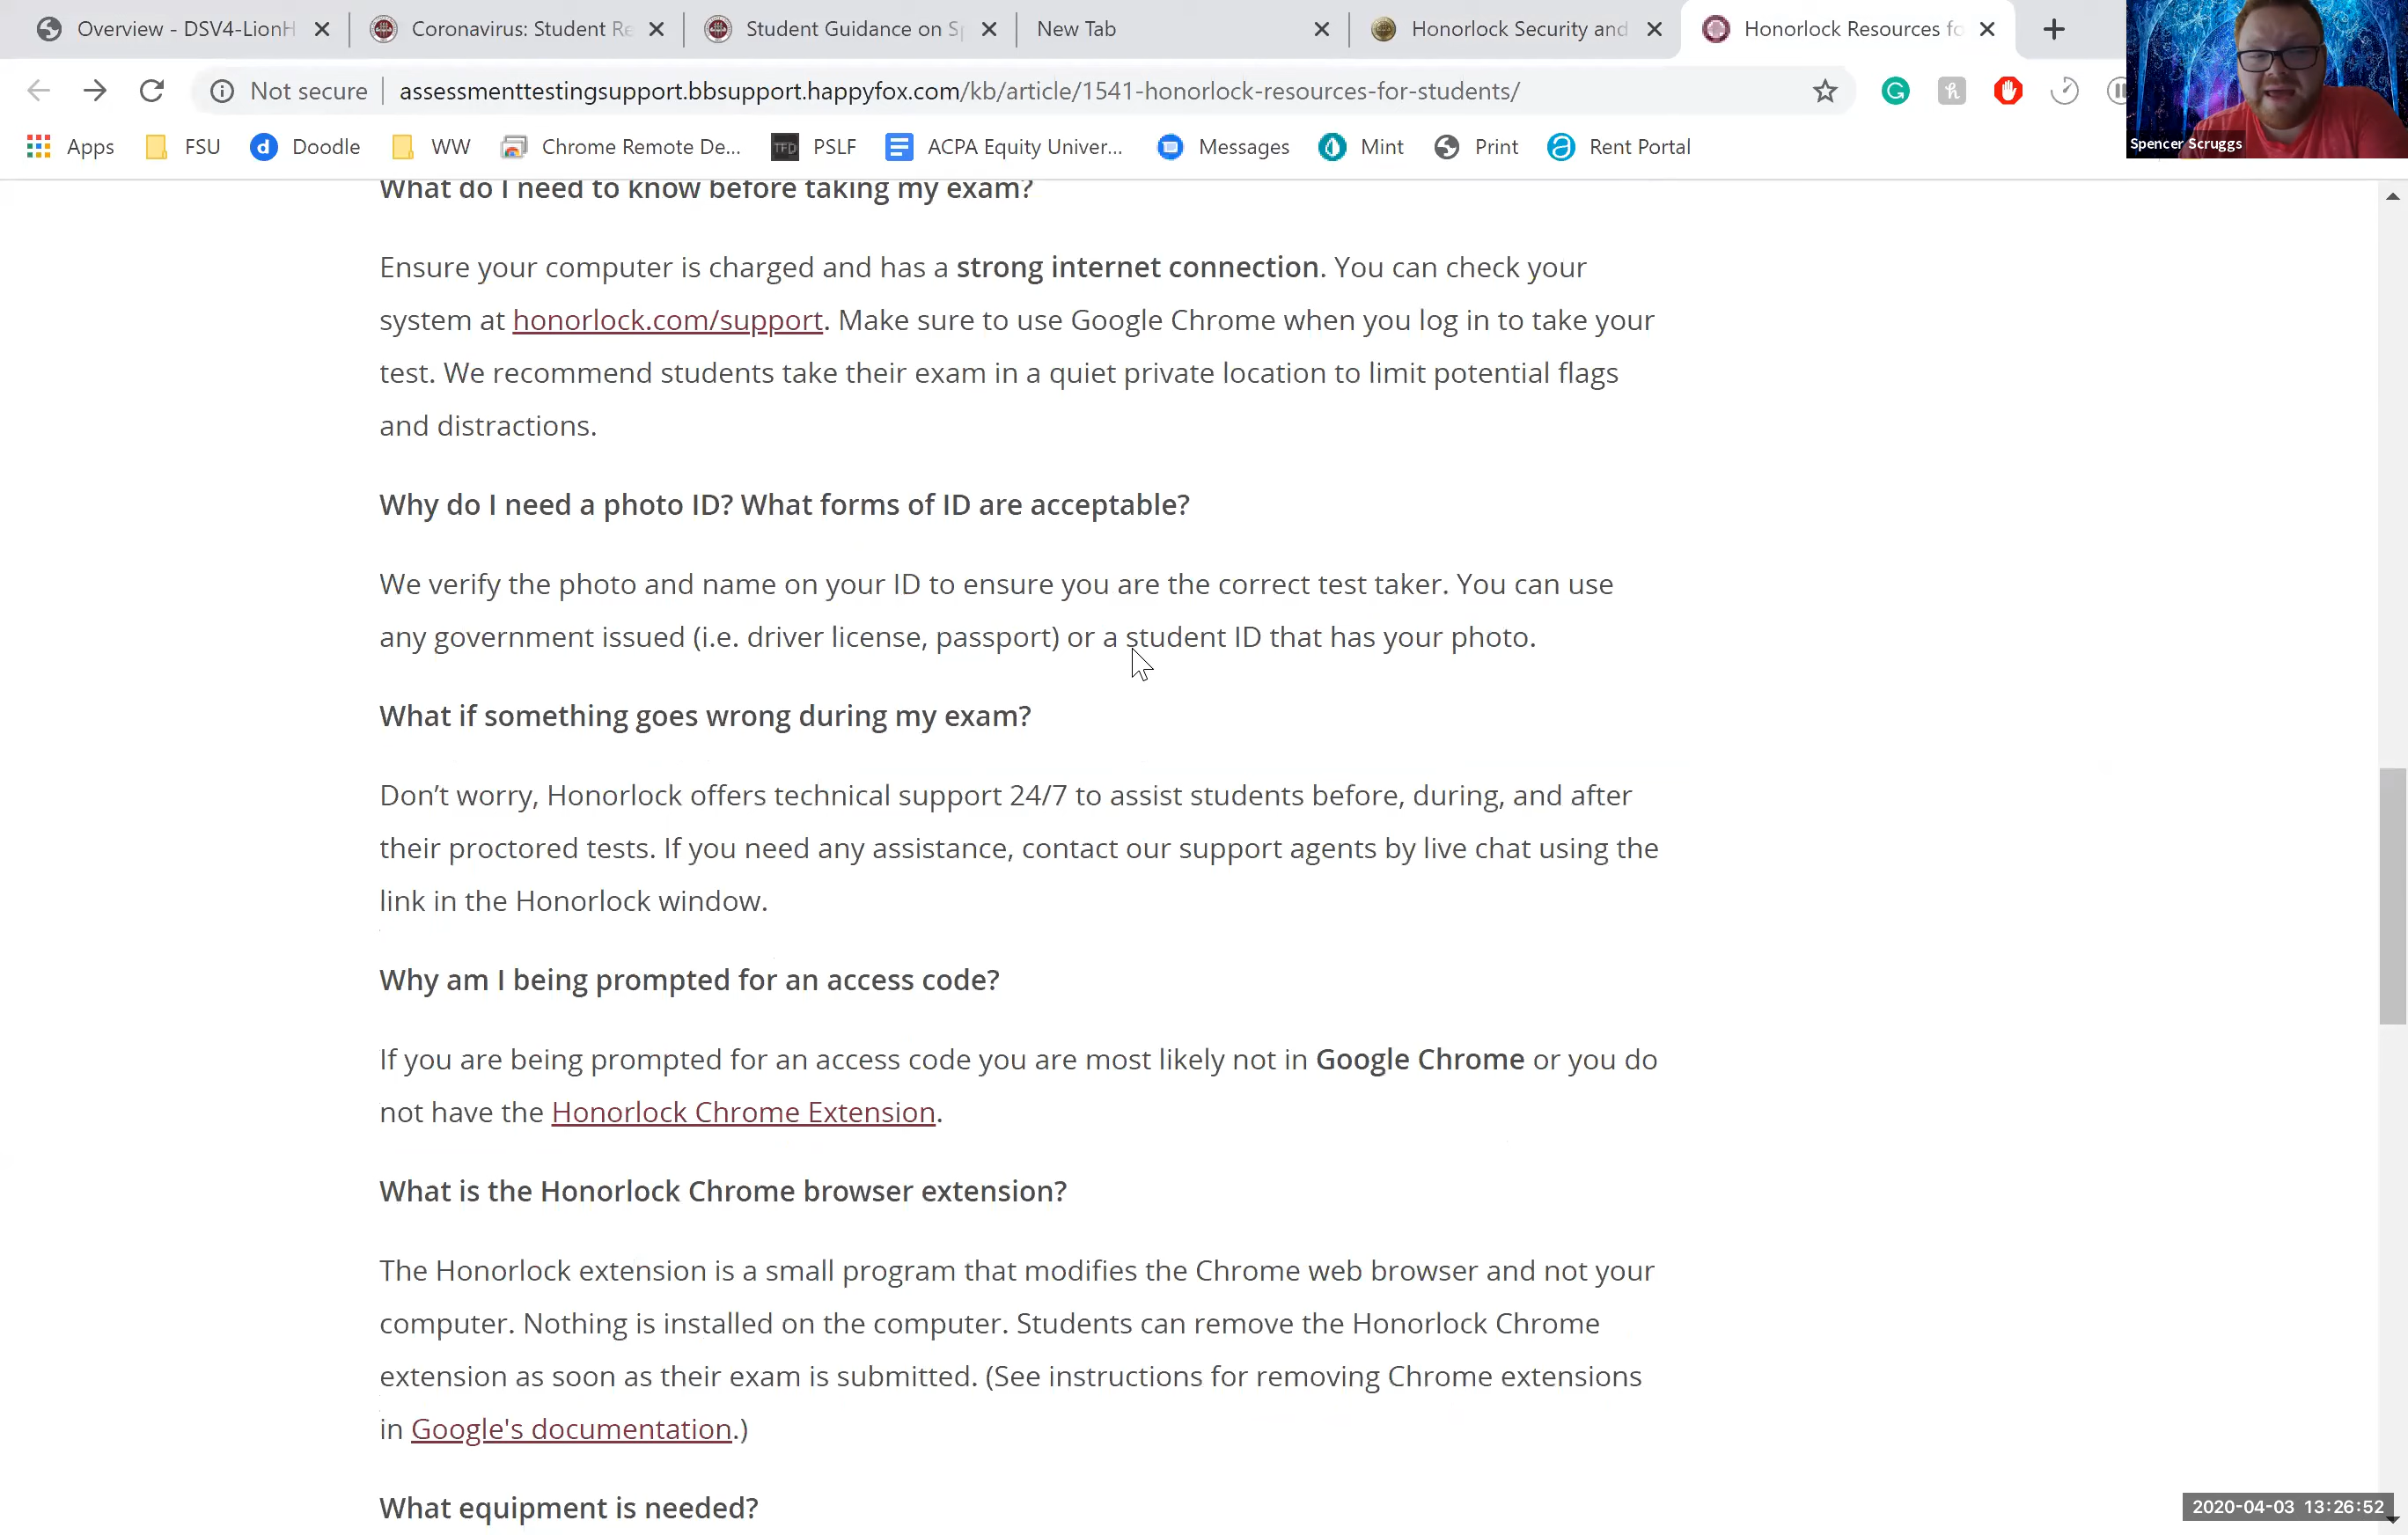 Overview - DSV4-LionH
Coronavirus: Student Re
Student Guidance on Sp
New Tab
Honorlock Security and
Honorlock Resources fo
Not secure
assessmenttestingsupport.bbsupport.happyfox.com/kb/article/1541-honorlock-resources-for-students/
Apps
FSU
Doodle
WW
Chrome Remote De...
TFD
PSLF
ACPA Equity Univer...
Messages
Mint
Print
Rent Portal
Spencer Scruggs
What do I need to know before taking my exam?
Ensure your computer is charged and has a strong internet connection. You can check your
system at honorlock.com/support. Make sure to use Google Chrome when you log in to take your
test. We recommend students take their exam in a quiet private location to limit potential flags
and distractions.
Why do I need a photo ID? What forms of ID are acceptable?
We verify the photo and name on your ID to ensure you are the correct test taker. You can use
any government issued (i.e. driver license, passport) or a student ID that has your photo.
What if something goes wrong during my exam?
Don’t worry, Honorlock offers technical support 24/7 to assist students before, during, and after
their proctored tests. If you need any assistance, contact our support agents by live chat using the
link in the Honorlock window.
Why am I being prompted for an access code?
If you are being prompted for an access code you are most likely not in Google Chrome or you do
not have the Honorlock Chrome Extension.
What is the Honorlock Chrome browser extension?
The Honorlock extension is a small program that modifies the Chrome web browser and not your
computer. Nothing is installed on the computer. Students can remove the Honorlock Chrome
extension as soon as their exam is submitted. (See instructions for removing Chrome extensions
in Google's documentation.)
What equipment is needed?
2020-04-03 13:26:52